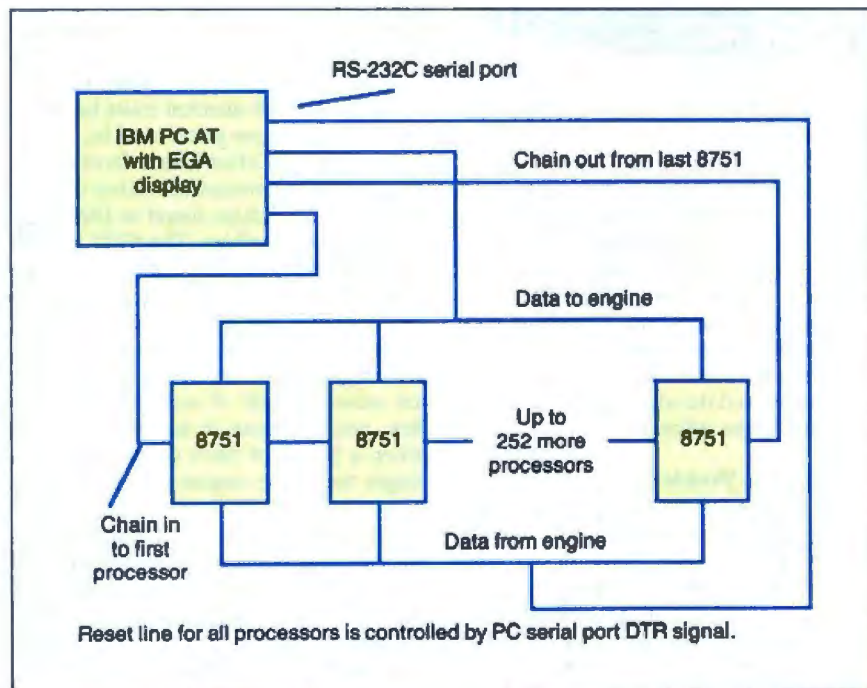 RS-232C serial port
IBM PC AT
with EGA
display
Chain out from last 8751
Data to engine
8751
8751
Up to
252 more
processors
8751
Chain in
to first
processor
Data from engine
Reset line for all processors is controlled by PC serial port DTR signal.